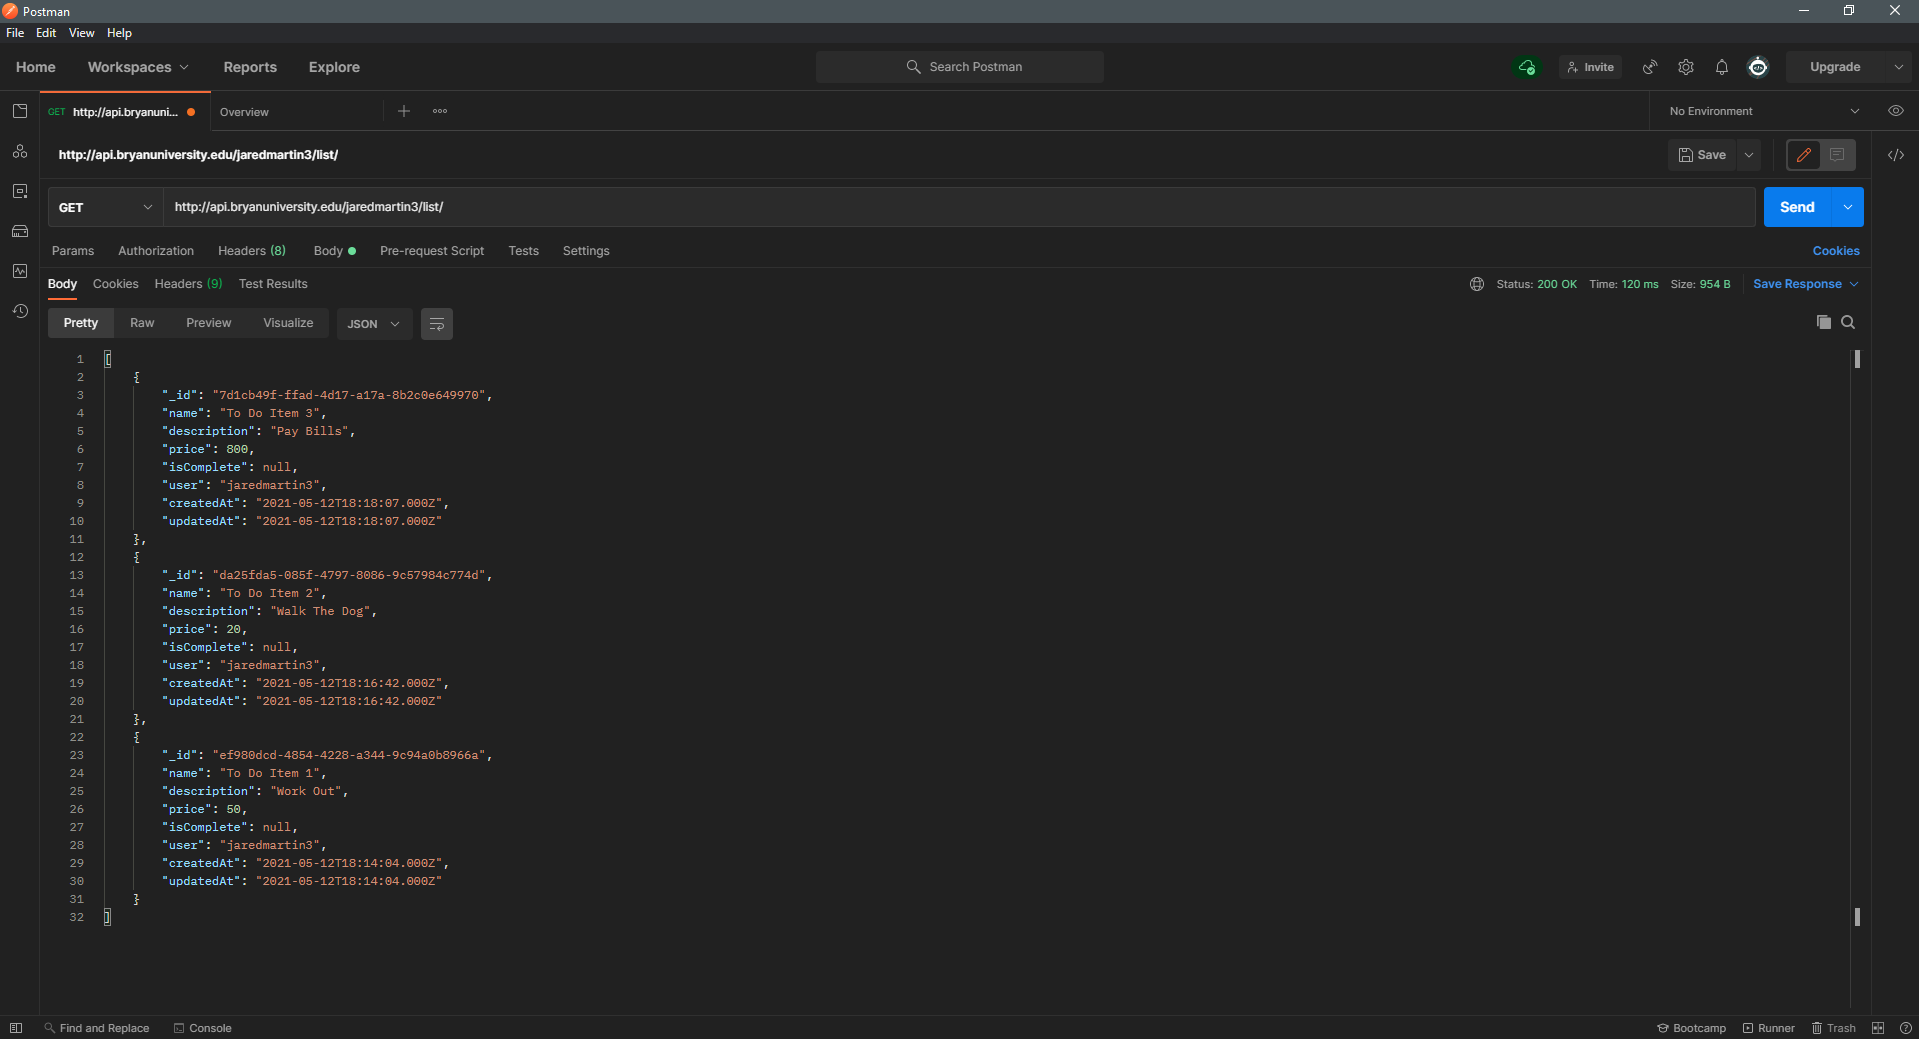 Postman
File Edit View Help
Home Workspaces Reports Explore Search Postman Invite Upgrade
GET http://api.bryanuni... Overview No Environment
http://api.bryanuniversity.edu/jaredmartin3/list/ Save
GET http://api.bryanuniversity.edu/jaredmartin3/list/ Send
Params Authorization Headers (8) Body Pre-request Script Tests Settings Cookies
Body Cookies Headers (9) Test Results Status: 200 OK Time: 120 ms Size: 954 B Save Response
Pretty Raw Preview Visualize JSON
1 [
2 {
3 "_id": "7d1cb49f-ffad-4d17-a17a-8b2c0e649970",
4 "name": "To Do Item 3",
5 "description": "Pay Bills",
6 "price": 800,
7 "isComplete": null,
8 "user": "jaredmartin3",
9 "createdAt": "2021-05-12T18:18:07.000Z",
10 "updatedAt": "2021-05-12T18:18:07.000Z"
11 },
12 {
13 "_id": "da25fda5-085f-4797-8086-9c57984c774d",
14 "name": "To Do Item 2",
15 "description": "Walk The Dog",
16 "price": 20,
17 "isComplete": null,
18 "user": "jaredmartin3",
19 "createdAt": "2021-05-12T18:16:42.000Z",
20 "updatedAt": "2021-05-12T18:16:42.000Z"
21 },
22 {
23 "_id": "ef980dcd-4854-4228-a344-9c94a0b8966a",
24 "name": "To Do Item 1",
25 "description": "Work Out",
26 "price": 50,
27 "isComplete": null,
28 "user": "jaredmartin3",
29 "createdAt": "2021-05-12T18:14:04.000Z",
30 "updatedAt": "2021-05-12T18:14:04.000Z"
31 }
32 ]
Find and Replace Console Bootcamp Runner Trash